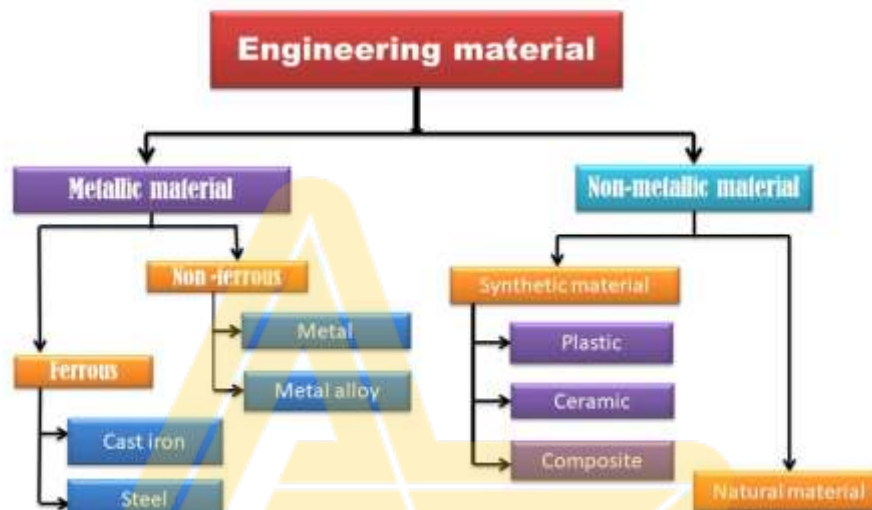 Engineering material
Metallic material
Non-metallic material
Non-ferrous
Synthetic material
Metal
Plastic
Ferrous
Metal alloy
Ceramic
Cast iron
Composite
Steel
Natural material